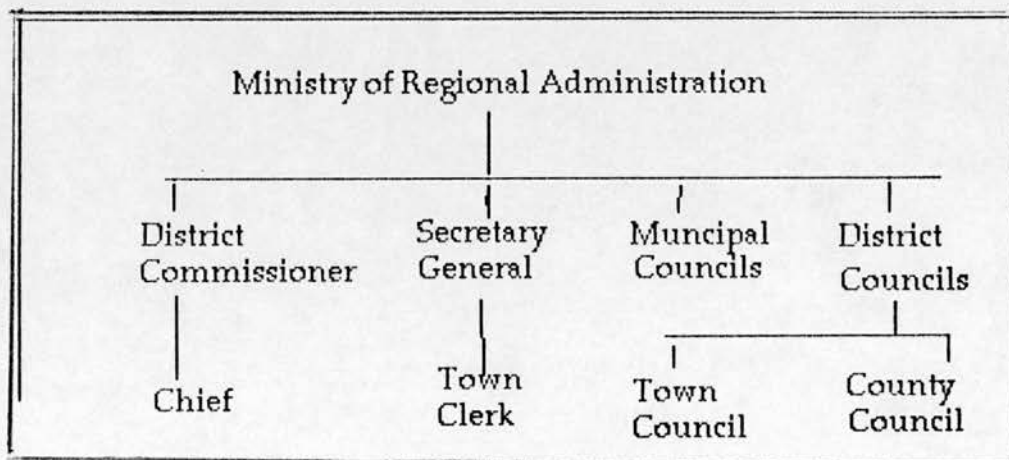 Ministry of Regional Administration
District
Commissioner
Secretary
General
Muncipal
Councils
District
Councils
Chief
Town
Clerk
Town
Council
County
Council